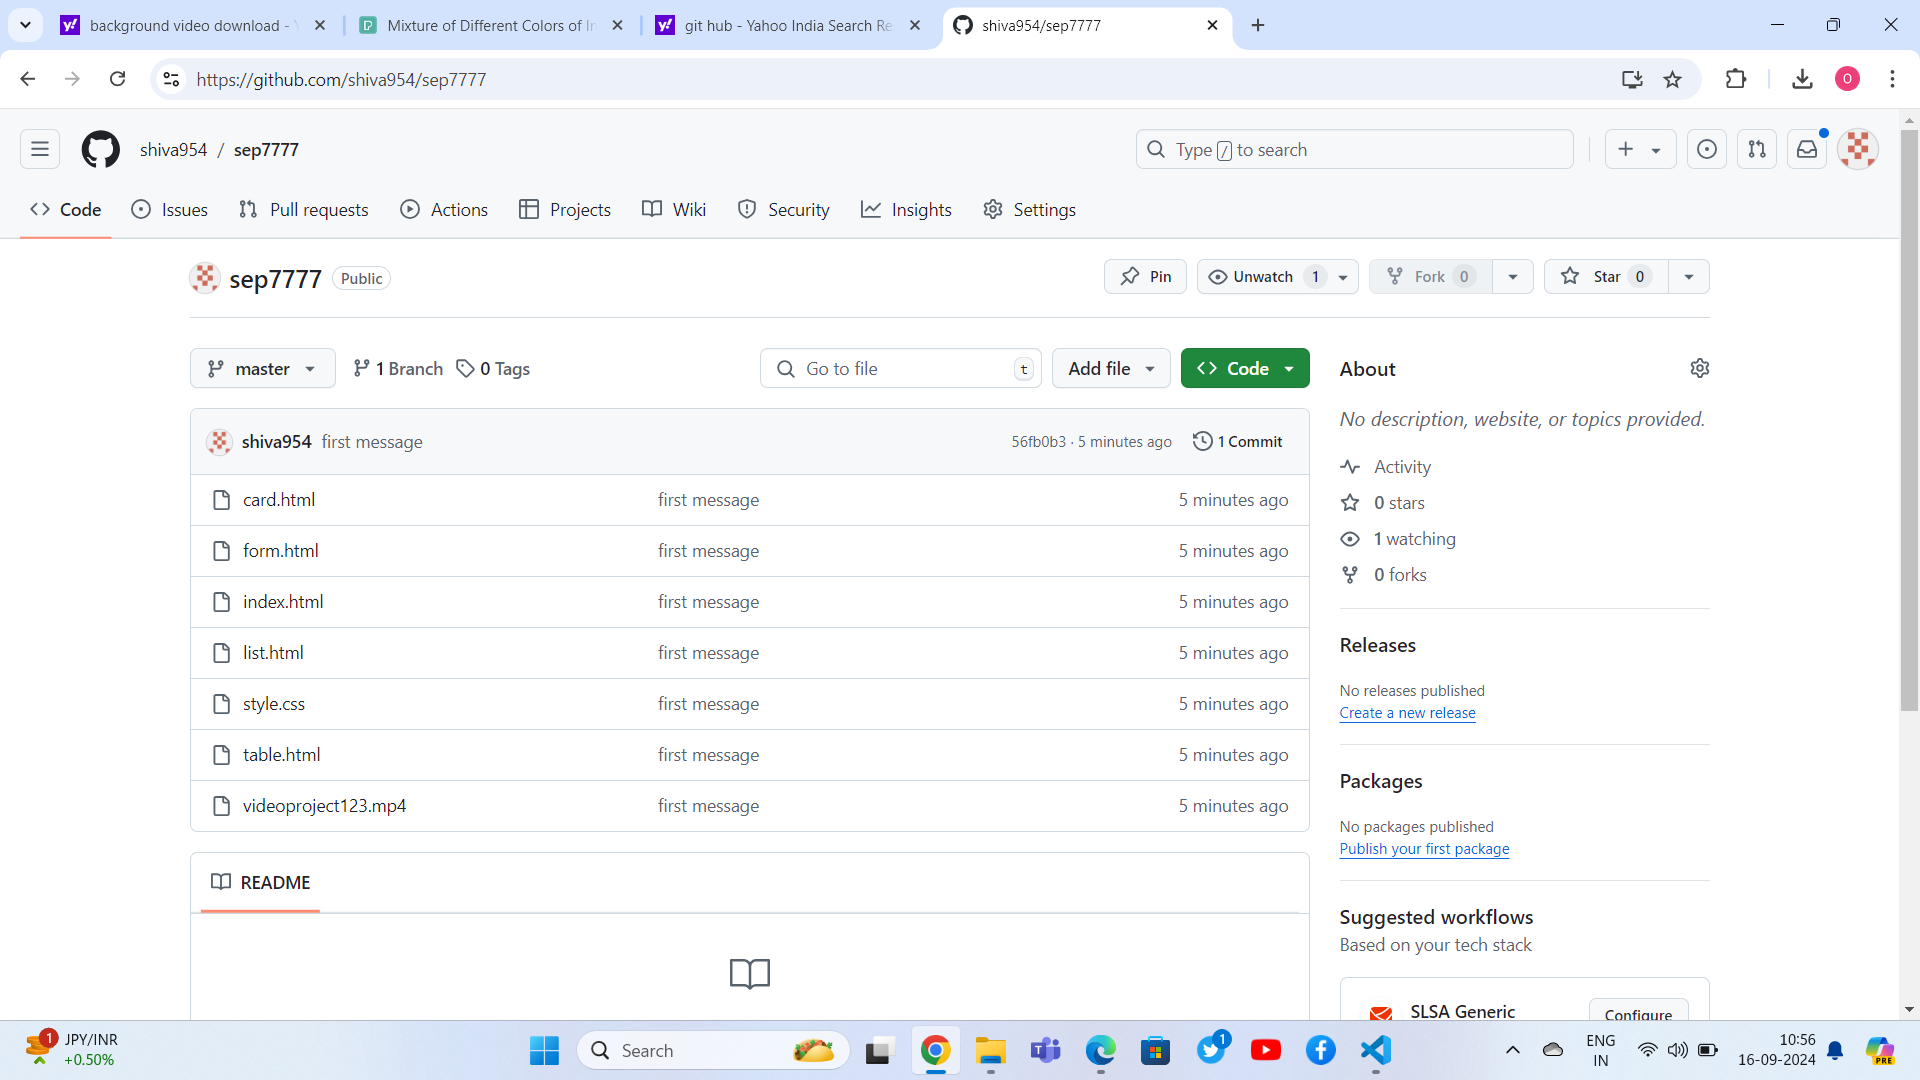 background video download - Y
Mixture of Different Colors of In
git hub - Yahoo India Search Re
shiva954/sep7777
https://github.com/shiva954/sep7777
O
shiva954 / sep7777
Type / to search
Code
Issues
Pull requests
Actions
Projects
Wiki
Security
Insights
Settings
sep7777 Public
Pin
Unwatch 1
Fork 0
Star 0
master
1 Branch
0 Tags
Go to file t
Add file
Code
shiva954 first message 56fb0b3 · 5 minutes ago 1 Commit
card.html first message 5 minutes ago
form.html first message 5 minutes ago
index.html first message 5 minutes ago
list.html first message 5 minutes ago
style.css first message 5 minutes ago
table.html first message 5 minutes ago
videoproject123.mp4 first message 5 minutes ago
README
About
No description, website, or topics provided.
Activity
0 stars
1 watching
0 forks
Releases
No releases published
Create a new release
Packages
No packages published
Publish your first package
Suggested workflows
Based on your tech stack
SLSA Generic
Configure
1
JPY/INR
+0.50%
Search
1
ENG
IN
10:56
16-09-2024
PRE